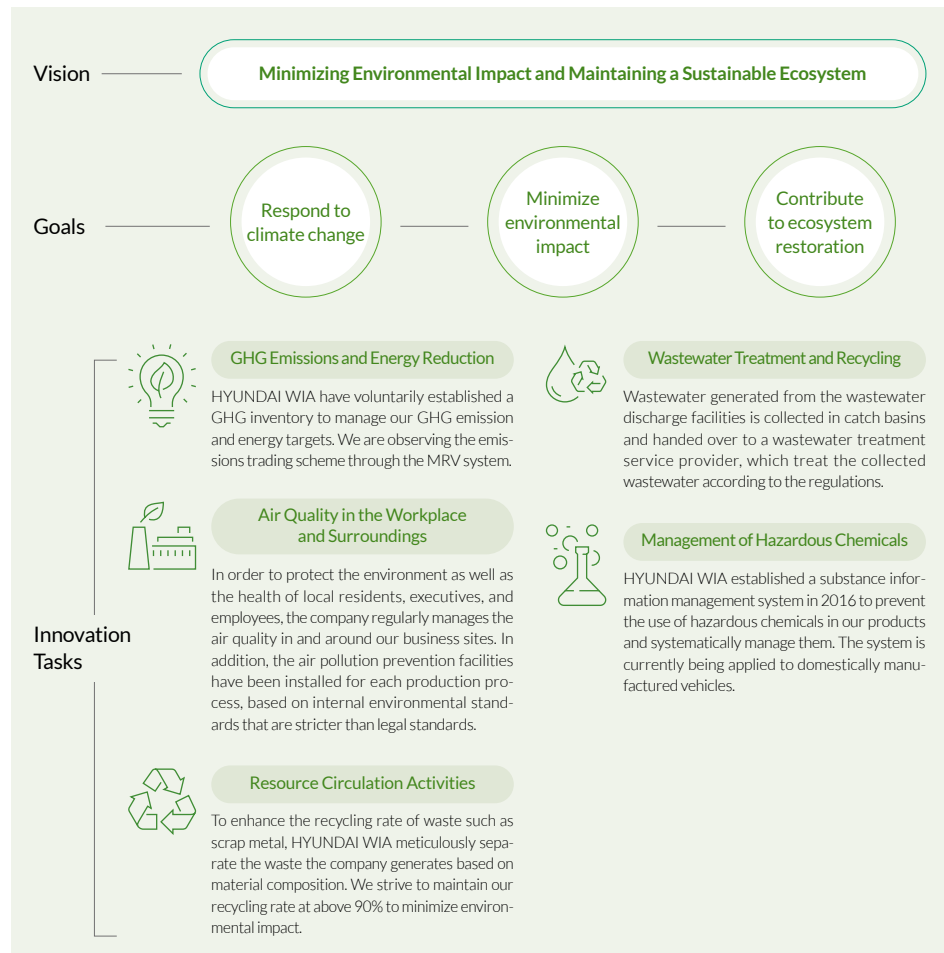 Vision
Minimizing Environmental Impact and Maintaining a Sustainable Ecosystem
Goals
Respond to
climate change
Minimize
environmental
impact
Contribute
to ecosystem
restoration
Innovation
Tasks
GHG Emissions and Energy Reduction
HYUNDAI WIA have voluntarily established a
GHG inventory to manage our GHG emission
and energy targets. We are observing the emis-
sions trading scheme through the MRV system.
Air Quality in the Workplace
and Surroundings
In order to protect the environment as well as
the health of local residents, executives, and
employees, the company regularly manages the
air quality in and around our business sites. In
addition, the air pollution prevention facilities
have been installed for each production pro-
cess, based on internal environmental stand-
ards that are stricter than legal standards.
Resource Circulation Activities
To enhance the recycling rate of waste such as
scrap metal, HYUNDAI WIA meticulously sepa-
rate the waste the company generates based on
material composition. We strive to maintain our
recycling rate at above 90% to minimize environ-
mental impact.
Wastewater Treatment and Recycling
Wastewater generated from the wastewater
discharge facilities is collected in catch basins
and handed over to a wastewater treatment
service provider, which treat the collected
wastewater according to the regulations.
Management of Hazardous Chemicals
HYUNDAI WIA established a substance infor-
mation management system in 2016 to prevent
the use of hazardous chemicals in our products
and systematically manage them. The system is
currently being applied to domestically manu-
factured vehicles.